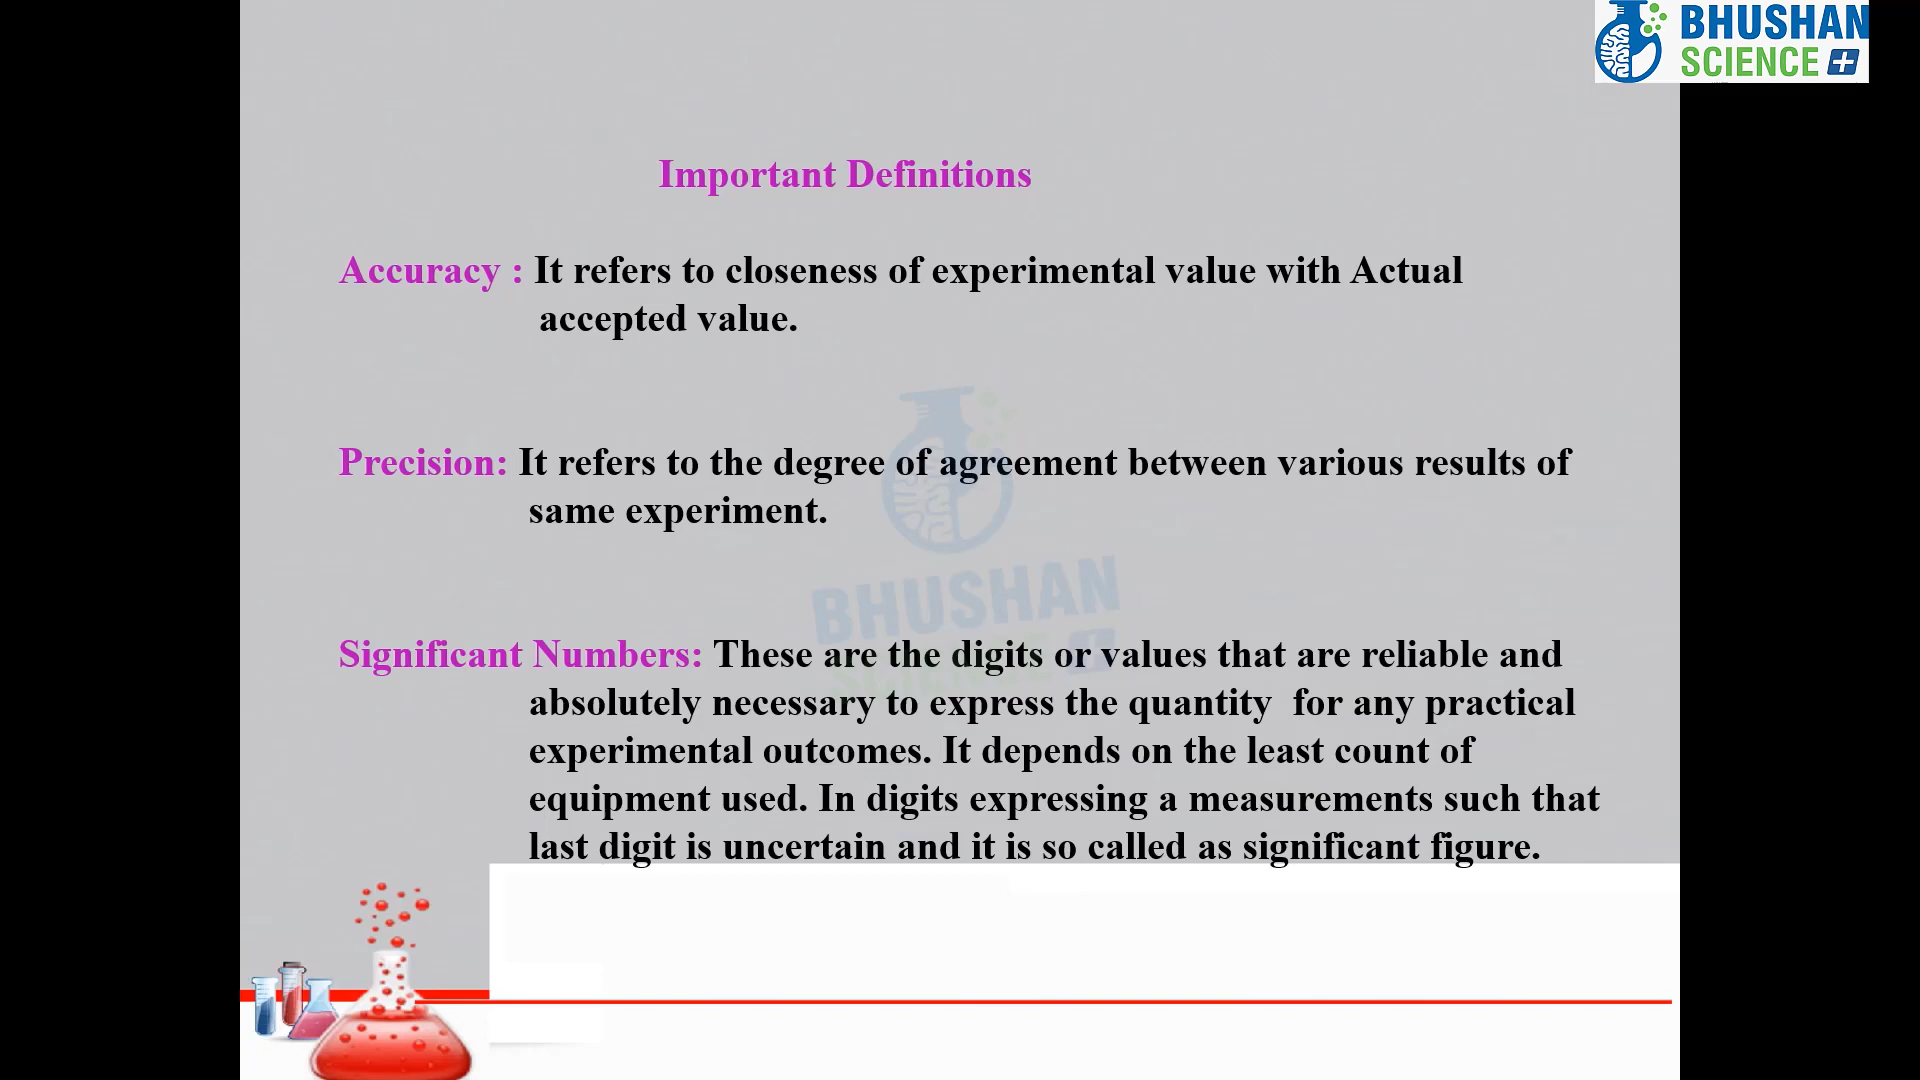 BHUSHAN
SCIENCE
Important Definitions
Accuracy : It refers to closeness of experimental value with Actual
accepted value.
Precision: It refers to the degree of agreement between various results of
same experiment.
BHUSHAN
SCIENCE
Significant Numbers: These are the digits or values that are reliable and
absolutely necessary to express the quantity  for any practical
experimental outcomes. It depends on the least count of
equipment used. In digits expressing a measurements such that
last digit is uncertain and it is so called as significant figure.